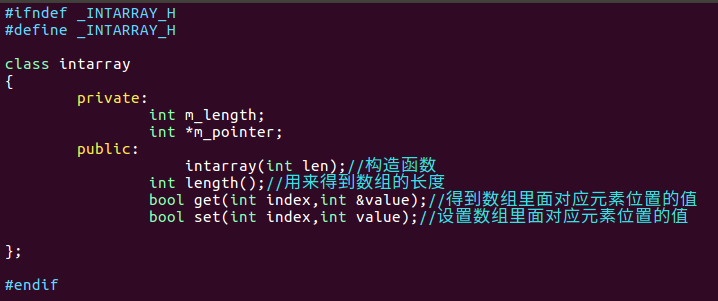 #ifndef _INTARRAY_H
#define _INTARRAY_H
class intarray
{
private:
int m_length;
int *m_pointer;
public:
intarray(int len);//构造函数
int length();//用来得到数组的长度
bool get(int index,int &value);//得到数组里面对应元素位置的值
bool set(int index,int value);//设置数组里面对应元素位置的值
};
#endif